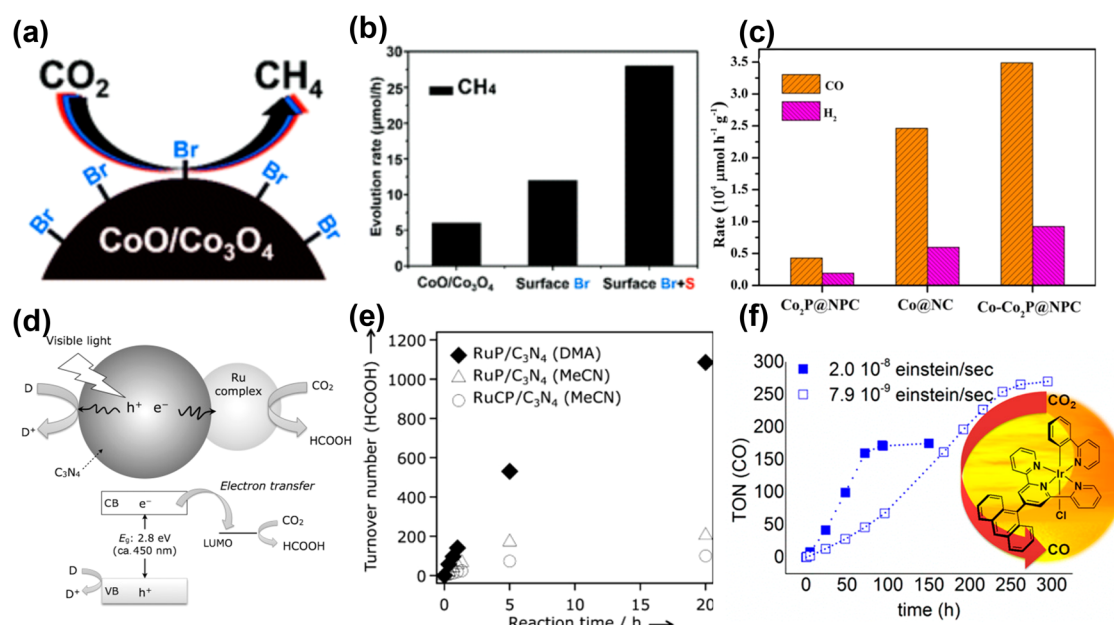 (a)
CO2
CH4
Br
Br
Br
Br
Br
CoO/Co3O4
(b)
Evolution rate (μmol/h)
30
25
20
15
10
5
0
CH4
CoO/Co3O4
Surface Br
Surface Br+S
(c)
Rate (10⁴ μmol h⁻¹ g⁻¹)
3.5
3.0
2.5
2.0
1.5
1.0
0.5
0.0
CO
H2
Co2P@NPC
Co@NC
Co-Co2P@NPC
(d)
Visible light
D
D⁺
h⁺ e⁻
Ru
complex
CO2
HCOOH
C3N4
CB e⁻
Electron transfer
Eg: 2.8 eV
(ca. 450 nm)
LUMO
CO2
HCOOH
D
D⁺
VB h⁺
(e)
Turnover number (HCOOH)
1200
1000
800
600
400
200
0
RuP/C3N4 (DMA)
RuP/C3N4 (MeCN)
RuCP/C3N4 (MeCN)
0 5 10 15 20
Reaction time / h
(f)
TON (CO)
300
250
200
150
100
50
0
2.0 10⁻⁸ einstein/sec
7.9 10⁻⁹ einstein/sec
CO2
N
Ir
N
N
Cl
CO
0 50 100 150 200 250 300
time (h)